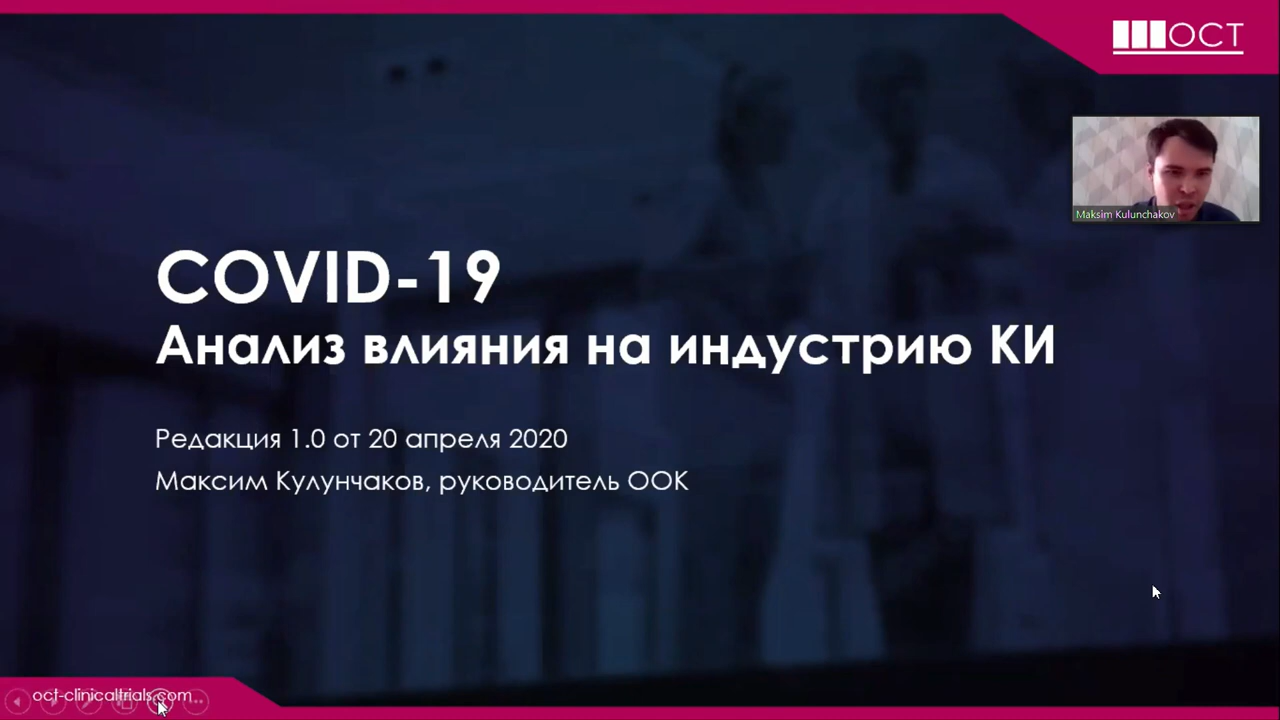 OCT
Maksim Kulunchakov
COVID-19
Анализ влияния на индустрию КИ
Редакция 1.0 от 20 апреля 2020
Максим Кулунчаков, руководитель ООК
oct-clinicaltrials.com